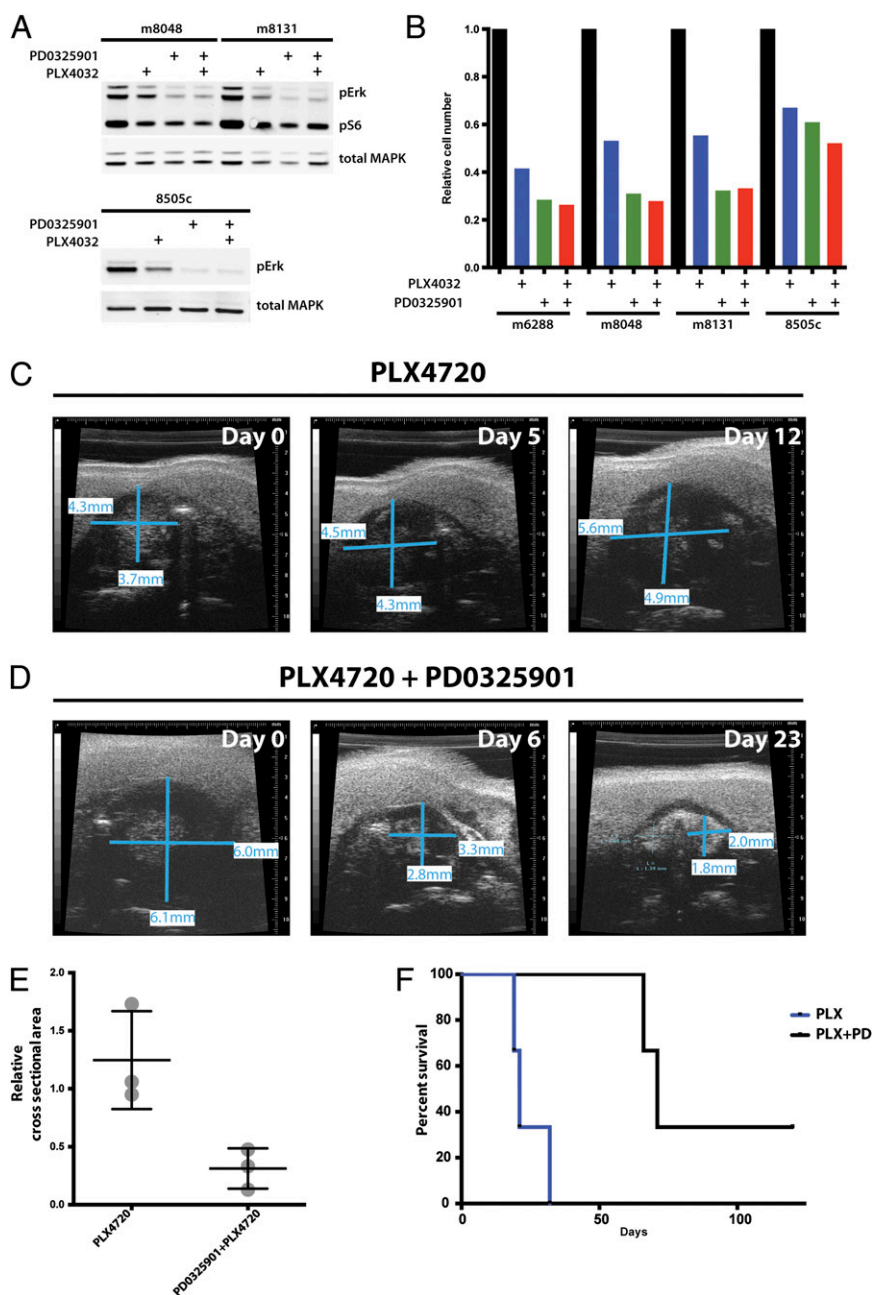 A
m8048 m8131
PD0325901 + + + +
PLX4032 + + + +
pErk
pS6
total MAPK
8505c
PD0325901 + +
PLX4032 + +
pErk
total MAPK
B
Relative cell number
1.0
0.8
0.6
0.4
0.2
0.0
PLX4032 + + + + + + + +
PD0325901 + + + + + + + +
m6288 m8048 m8131 8505c
C
PLX4720
Day 0
4.3mm
3.7mm
Day 5
4.5mm
4.3mm
Day 12
5.6mm
4.9mm
D
PLX4720 + PD0325901
Day 0
6.0mm
6.1mm
Day 6
3.3mm
2.8mm
Day 23
2.0mm
1.8mm
E
Relative
cross sectional area
2.0
1.5
1.0
0.5
0.0
PLX4720
PD0325901+PLX4720
F
Percent survival
100
80
60
40
20
0
0 50 100
Days
PLX
PLX+PD